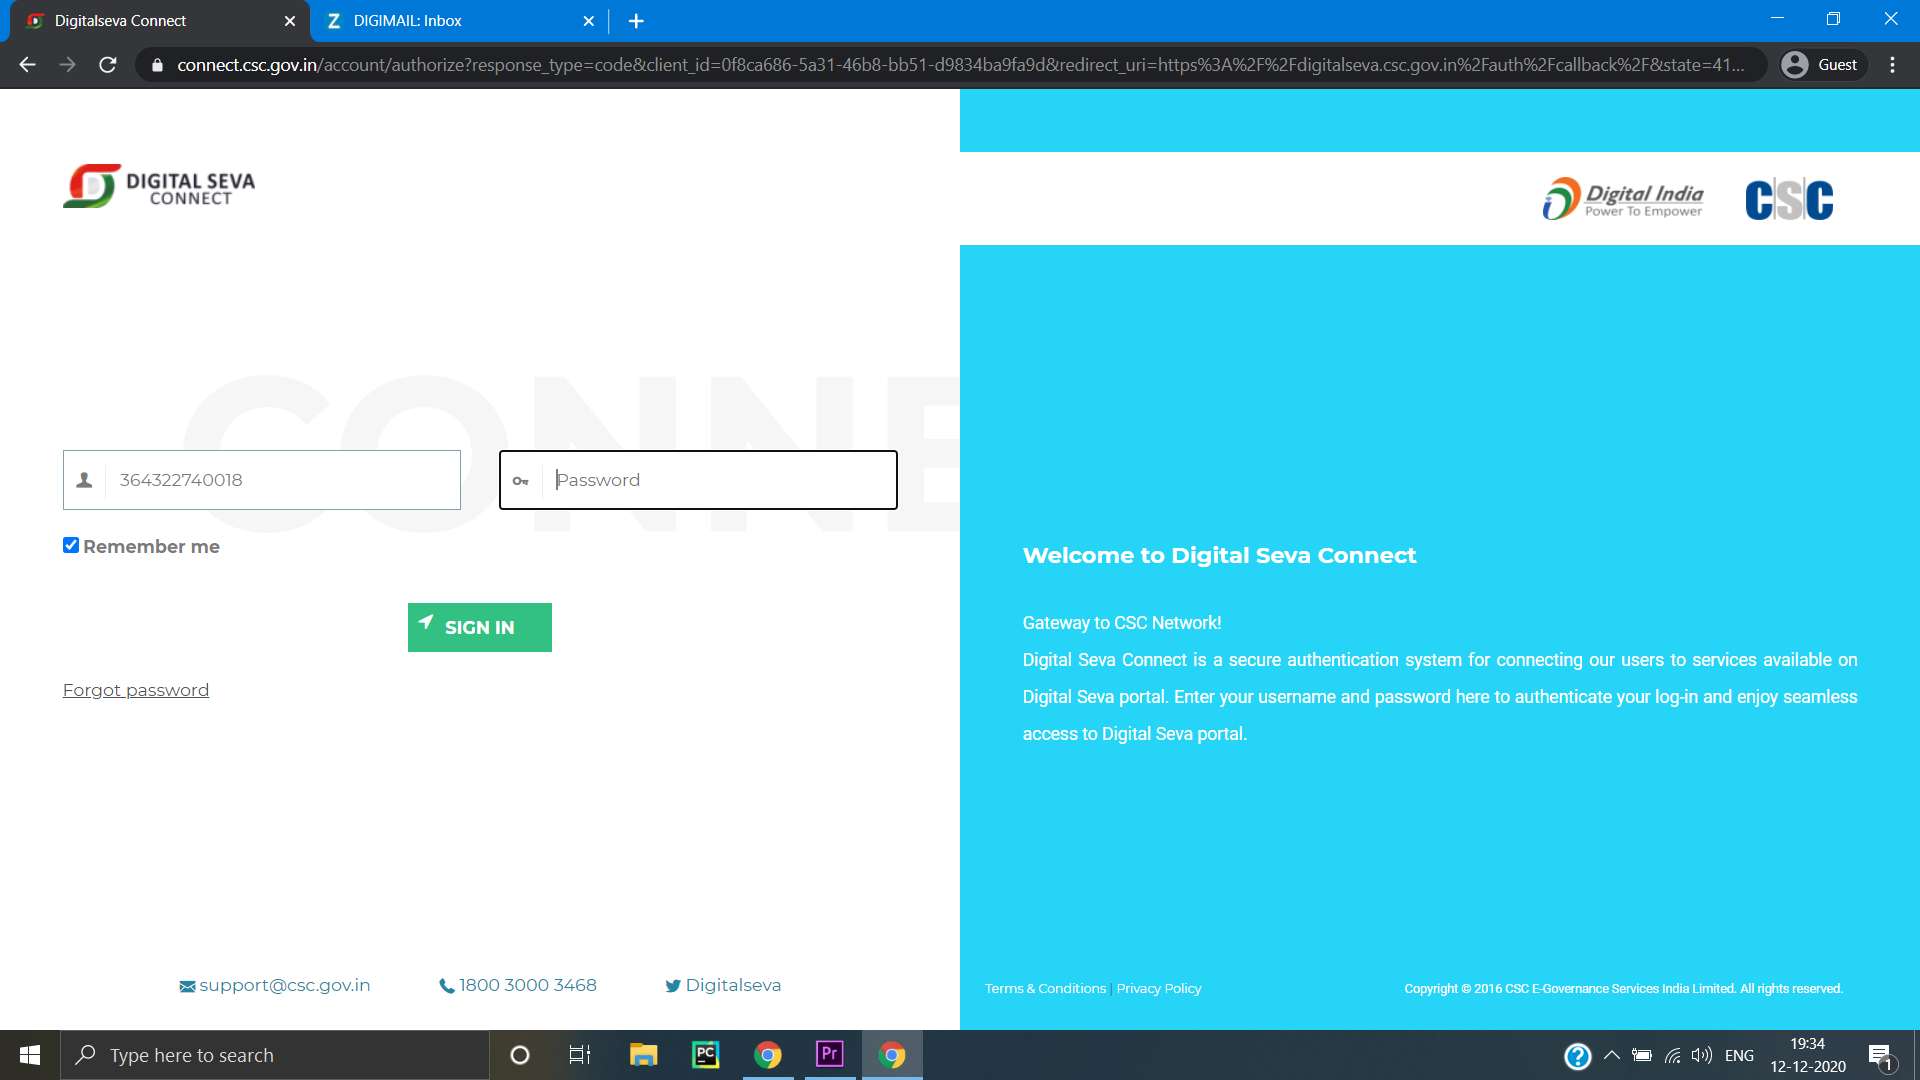 Digitalseva Connect
DIGIMAIL: Inbox
connect.csc.gov.in/account/authorize?response_type=code&client_id=0f8ca686-5a31-46b8-bb51-d9834ba9fa9d&redirect_uri=https%3A%2F%2Fdigitalseva.csc.gov.in%2Fauth%2Fcallback%2F&state=41...
Guest
DIGITAL SEVA
CONNECT
Digital India
Power To Empower
CSC
CONNE
364322740018
Password
Remember me
SIGN IN
Forgot password
Welcome to Digital Seva Connect
Gateway to CSC Network!
Digital Seva Connect is a secure authentication system for connecting our users to services available on
Digital Seva portal. Enter your username and password here to authenticate your log-in and enjoy seamless
access to Digital Seva portal.
support@csc.gov.in
1800 3000 3468
Digitalseva
Terms & Conditions | Privacy Policy
Copyright © 2016 CSC E-Governance Services India Limited. All rights reserved.
Type here to search
PC
Pr
ENG
19:34
12-12-2020
1